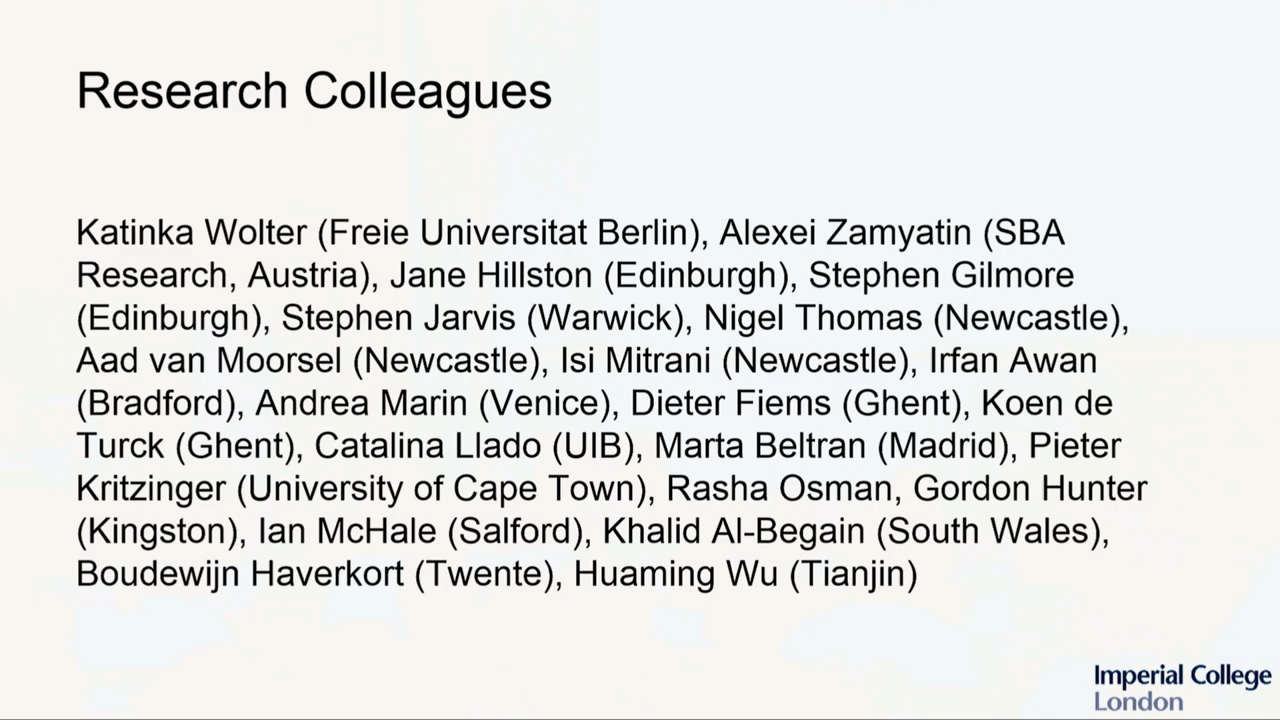 Research Colleagues
Katinka Wolter (Freie Universitat Berlin), Alexei Zamyatin (SBA
Research, Austria), Jane Hillston (Edinburgh), Stephen Gilmore
(Edinburgh), Stephen Jarvis (Warwick), Nigel Thomas (Newcastle),
Aad van Moorsel (Newcastle), Isi Mitrani (Newcastle), Irfan Awan
(Bradford), Andrea Marin (Venice), Dieter Fiems (Ghent), Koen de
Turck (Ghent), Catalina Llado (UIB), Marta Beltran (Madrid), Pieter
Kritzinger (University of Cape Town), Rasha Osman, Gordon Hunter
(Kingston), Ian McHale (Salford), Khalid Al-Begain (South Wales),
Boudewijn Haverkort (Twente), Huaming Wu (Tianjin)
Imperial College
London